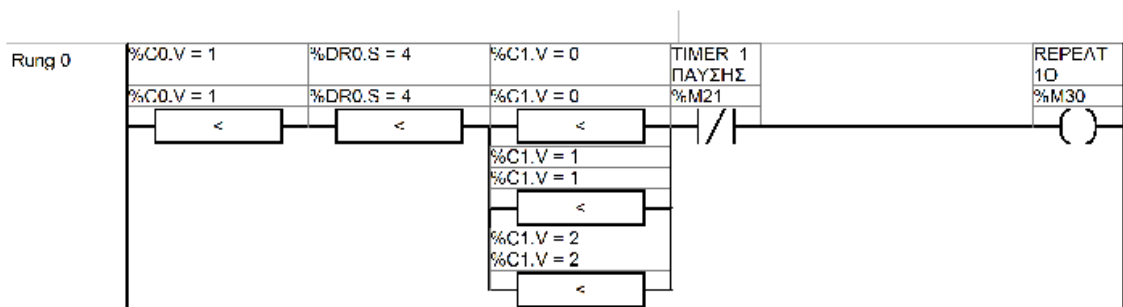 Rung 0
%C0.V = 1
%DR0.S = 4
%C1.V = 0
TIMER 1
ΠΑΥΣΗΣ
REPEAT
1Ο
%C0.V = 1
%DR0.S = 4
%C1.V = 0
%M21
%M30
<
<
<
%C1.V = 1
%C1.V = 1
<
%C1.V = 2
%C1.V = 2
<